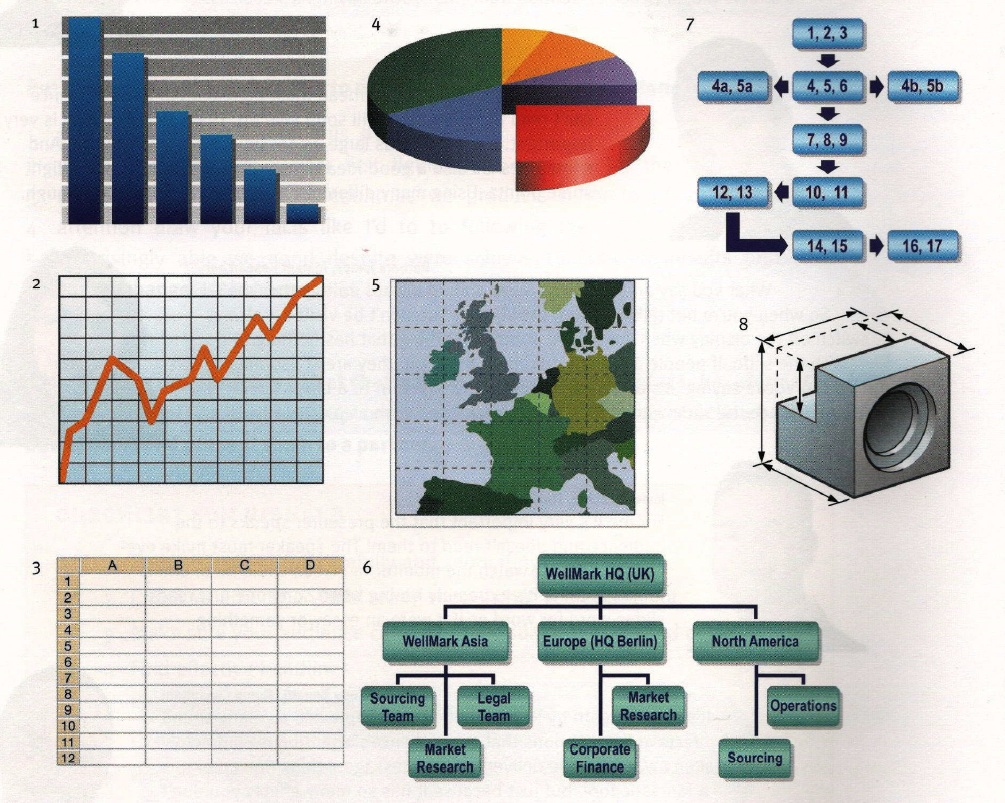 1
2
3
A B C D
1
2
3
4
5
6
7
8
9
10
11
12
4
5
6
WellMark HQ (UK)
WellMark Asia
Europe (HQ Berlin)
North America
Sourcing
Team
Legal
Team
Market
Research
Market
Research
Corporate
Finance
Operations
Sourcing
7
1, 2, 3
4a, 5a
4, 5, 6
4b, 5b
7, 8, 9
12, 13
10, 11
14, 15
16, 17
8